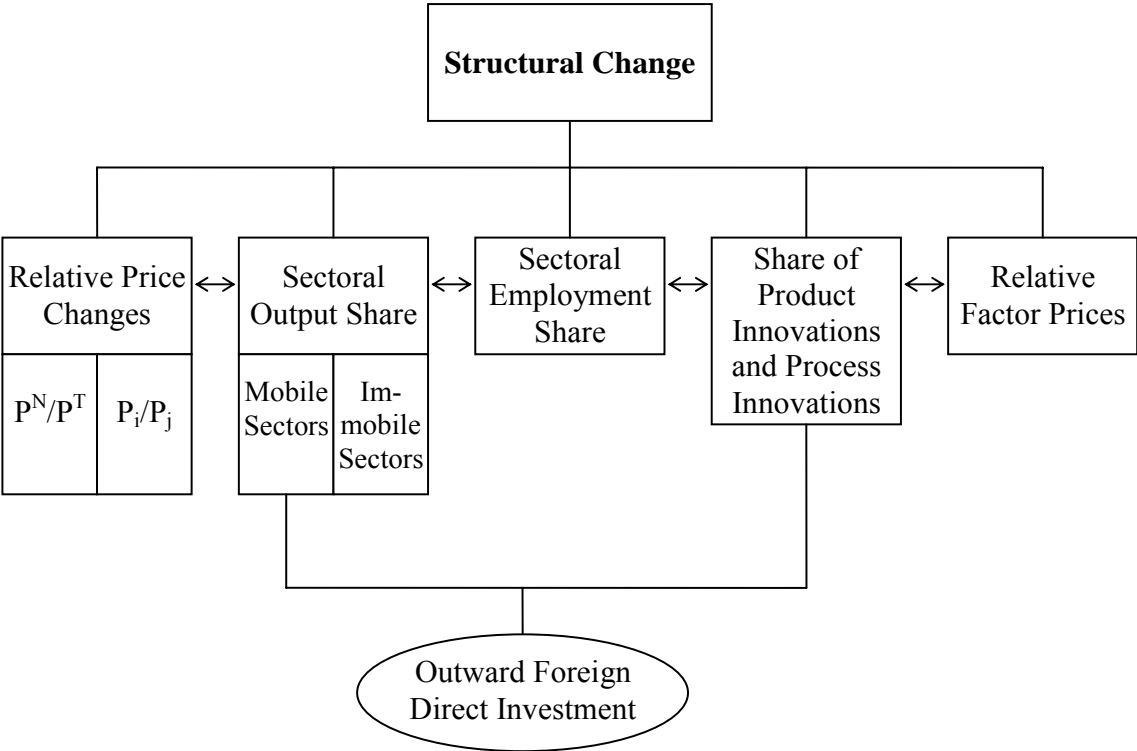 Structural Change
Relative Price
Changes
Sectoral
Output Share
Sectoral
Employment
Share
Share of
Product
Innovations
and Process
Innovations
Relative
Factor Prices
P^N/P^T
P_i/P_j
Mobile
Sectors
Im-
mobile
Sectors
Outward Foreign
Direct Investment